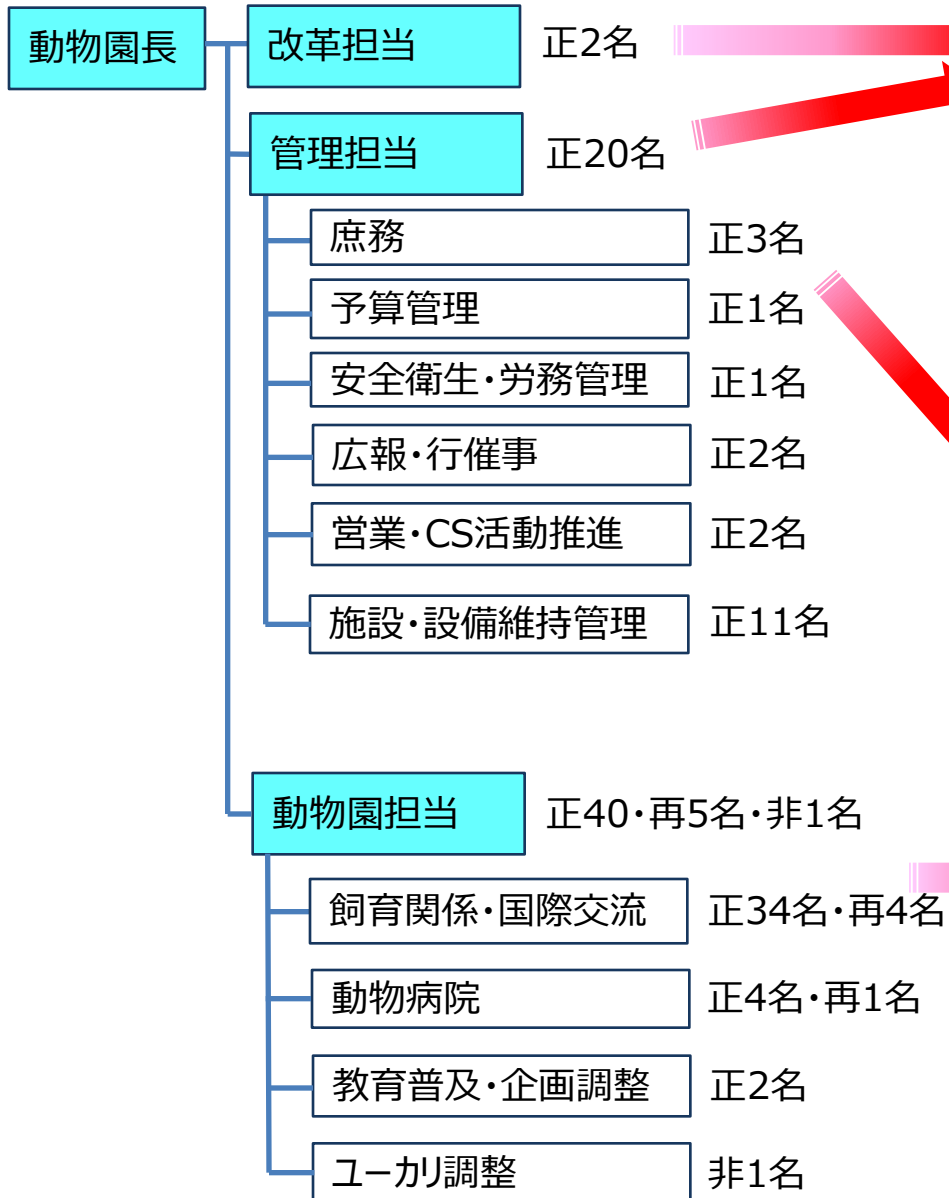 動物園長
改革担当 正2名
管理担当 正20名
庶務 正3名
予算管理 正1名
安全衛生・労務管理 正1名
広報・行催事 正2名
営業・CS活動推進 正2名
施設・設備維持管理 正11名
動物園担当 正40・再5名・非1名
飼育関係・国際交流 正34名・再4名
動物病院 正4名・再1名
教育普及・企画調整 正2名
ユーカリ調整 非1名